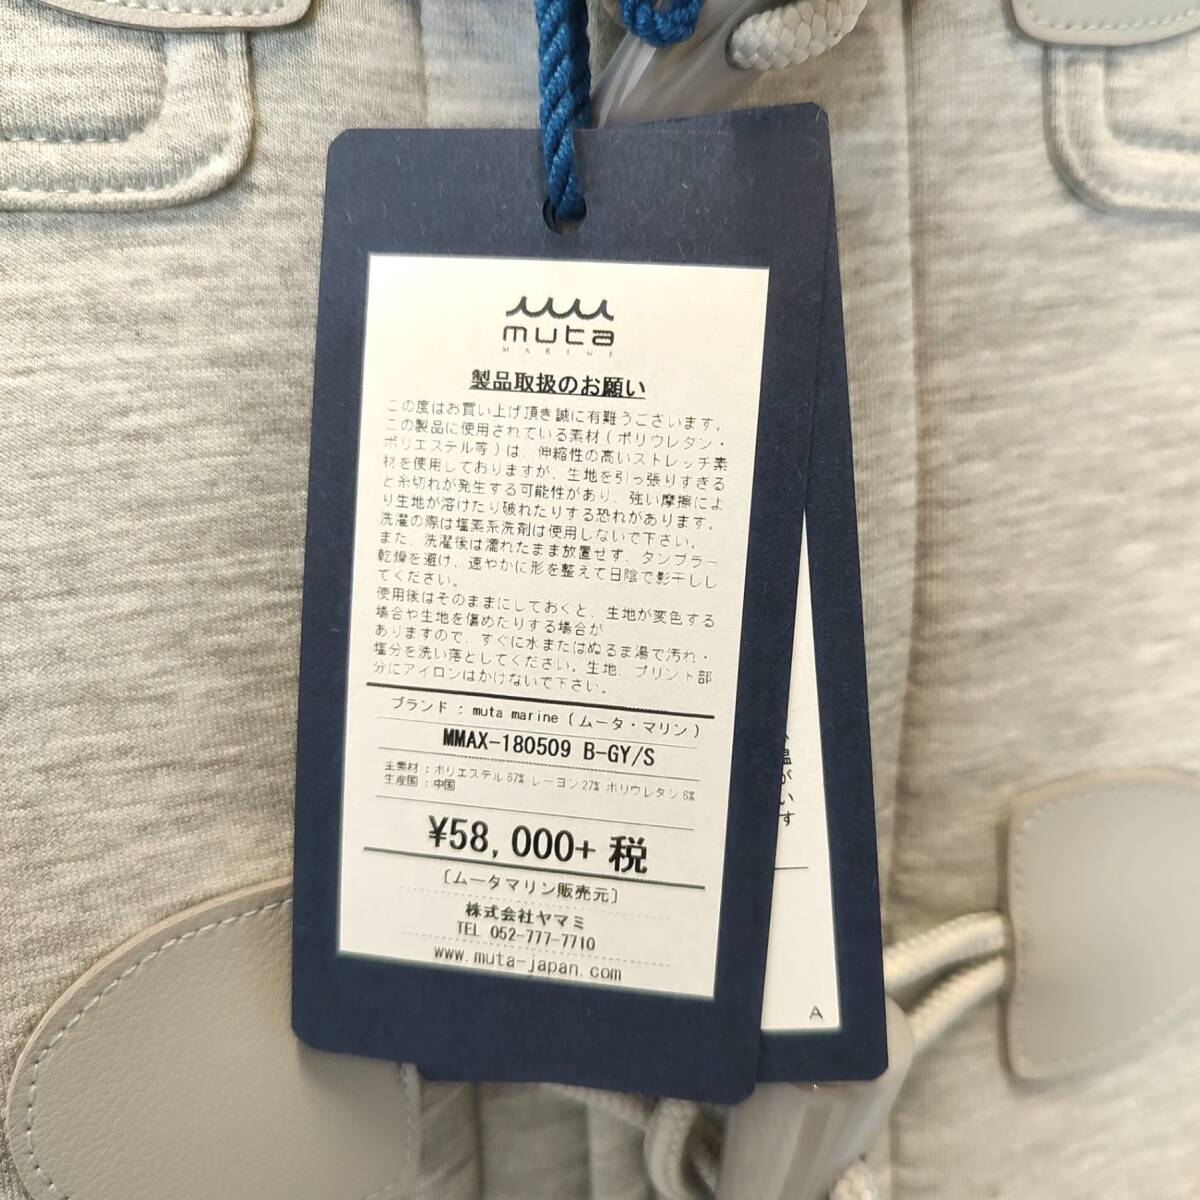 muta
MARINE
製品取扱のお願い
この度はお買い上げ頂き誠に有難うございます。
この製品に使用されている素材(ポリウレタン・
ポリエステル等)は、伸縮性の高いストレッチ素
材を使用しておりますが、生地を引っ張りすぎる
と糸切れが発生する可能性があり、強い摩擦によ
り生地が溶けたり破れたりする恐れがあります。
洗濯の際は塩素系洗剤は使用しないで下さい。
また、洗濯後は濡れたまま放置せず、タンブラー
乾燥を避け、速やかに形を整えて日陰で影干しし
てください。
使用後はそのままにしておくと、生地が変色する
場合や生地を傷めたりする場合が
ありますので、すぐに水またはぬるま湯で汚れ・
塩分を洗い落としてください。生地、プリント部
分にアイロンはかけないで下さい。
ブランド : muta marine (ムータ・マリン)
MMAX-180509 B-GY/S
主素材 : ポリエステル67% レーヨン27% ポリウレタン6%
生産国 : 中国
¥58,000+税
[ムータマリン販売元]
株式会社ヤマミ
TEL 052-777-7710
www.muta-japan.com
温
が
い
す
A